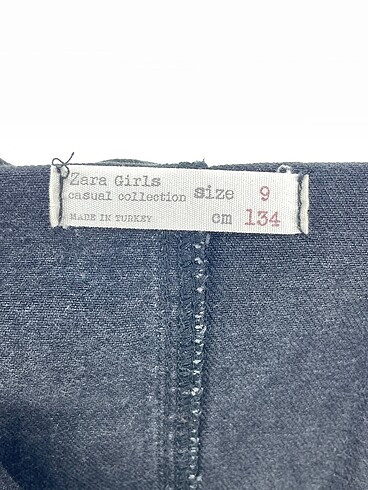 Zara Girls
casual collection
MADE IN TURKEY
size 9
cm 134